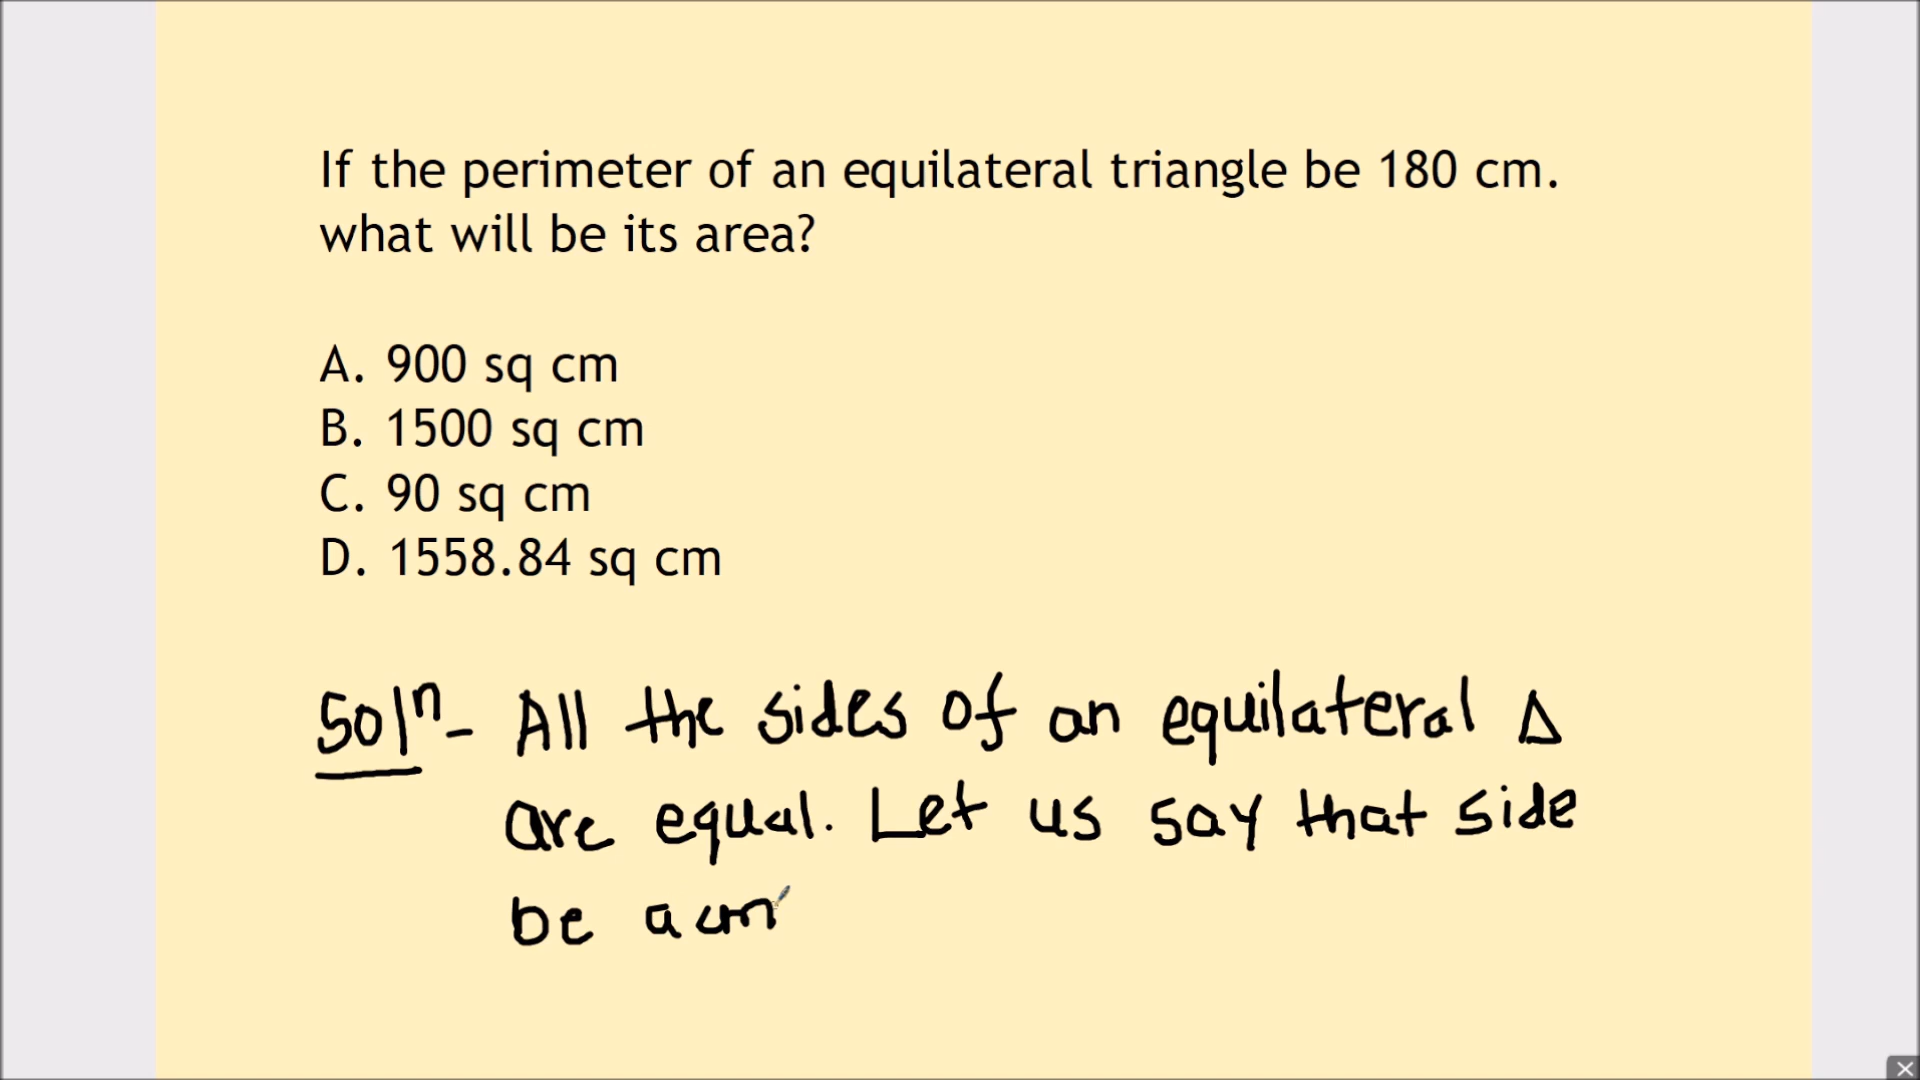 If the perimeter of an equilateral triangle be 180 cm.
what will be its area?
A. 900 sq cm
B. 1500 sq cm
C. 90 sq cm
D. 1558.84 sq cm
Solⁿ- All the sides of an equilateral Δ
are equal. Let us say that side
be a cm